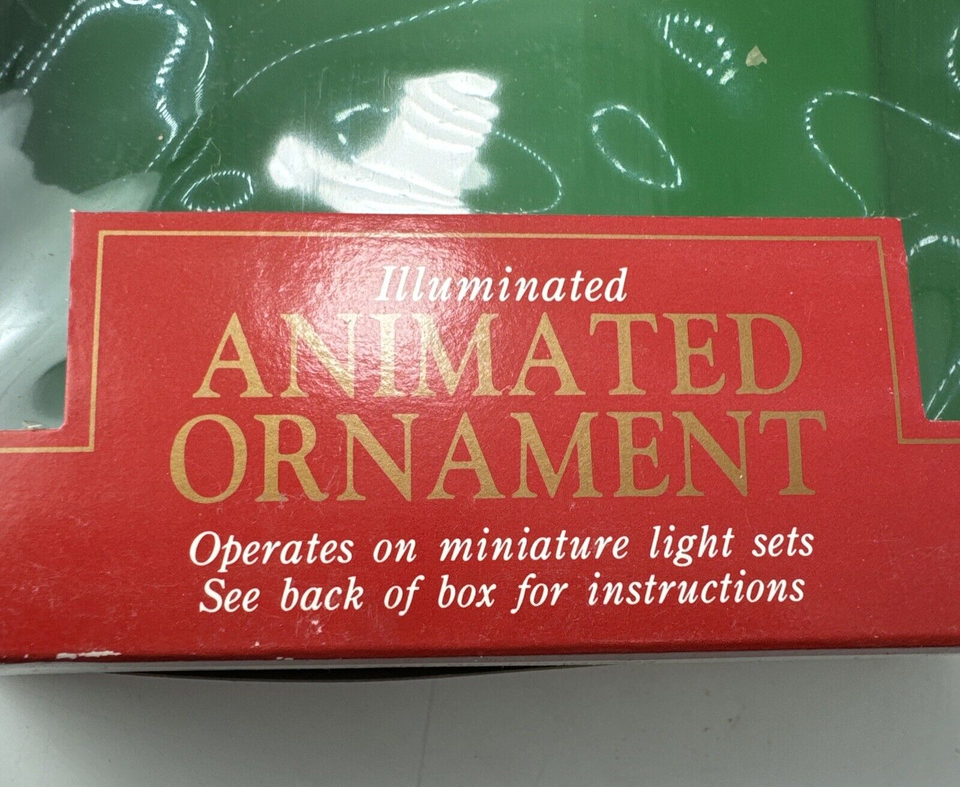 Illuminated
ANIMATED
ORNAMENT
Operates on miniature light sets
See back of box for instructions